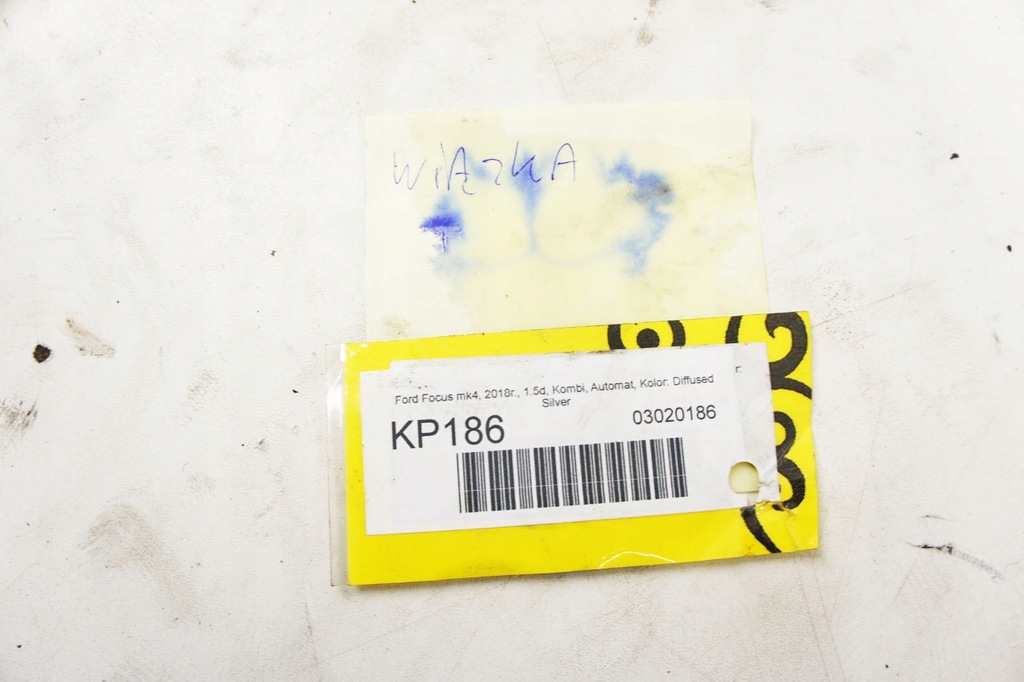 WiĄzkA
Ford Focus mk4, 2018r., 1.5d, Kombi, Automat, Kolor: Diffused
Silver
r:
KP186
03020186